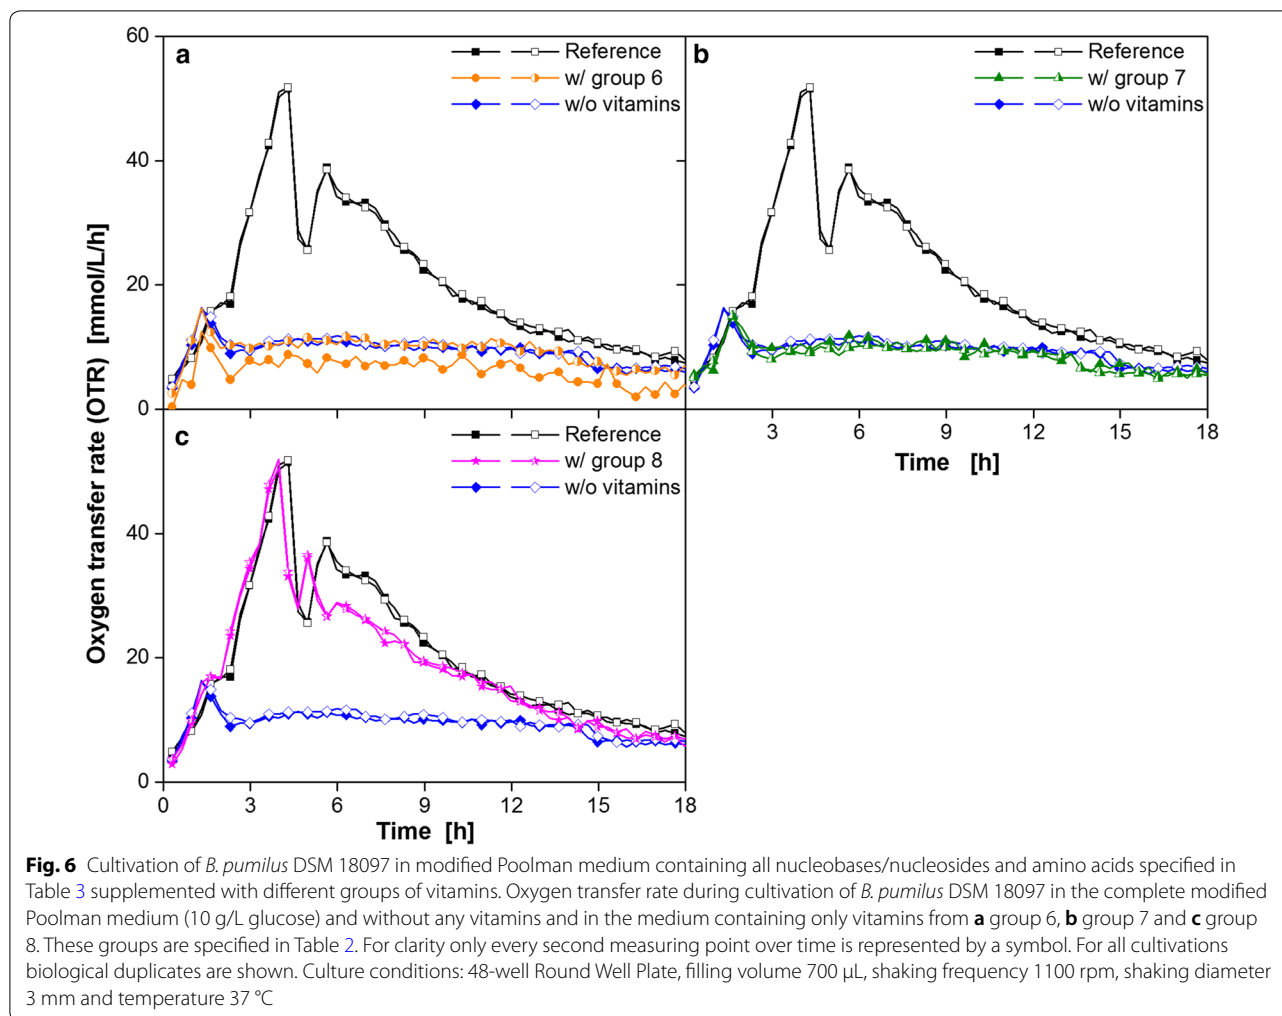 a
Reference
w/ group 6
w/o vitamins
b
Reference
w/ group 7
w/o vitamins
60
40
20
0
3
6
9
12
15
18
Time [h]
Oxygen transfer rate (OTR) [mmol/L/h]
c
Reference
w/ group 8
w/o vitamins
40
20
0
0
3
6
9
12
15
18
Time [h]
Fig. 6 Cultivation of B. pumilus DSM 18097 in modified Poolman medium containing all nucleobases/nucleosides and amino acids specified in
Table 3 supplemented with different groups of vitamins. Oxygen transfer rate during cultivation of B. pumilus DSM 18097 in the complete modified
Poolman medium (10 g/L glucose) and without any vitamins and in the medium containing only vitamins from a group 6, b group 7 and c group
8. These groups are specified in Table 2. For clarity only every second measuring point over time is represented by a symbol. For all cultivations
biological duplicates are shown. Culture conditions: 48-well Round Well Plate, filling volume 700 µL, shaking frequency 1100 rpm, shaking diameter
3 mm and temperature 37 °C